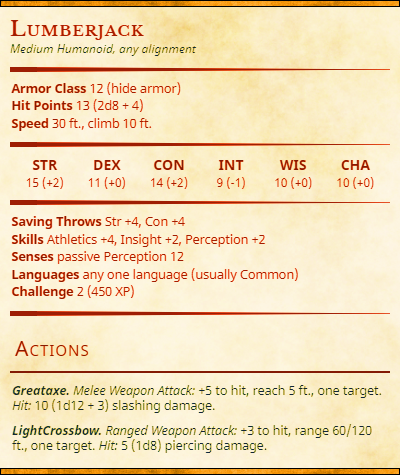 Lumberjack
Medium Humanoid, any alignment
Armor Class 12 (hide armor)
Hit Points 13 (2d8 + 4)
Speed 30 ft., climb 10 ft.
STR DEX CON INT WIS CHA
15 (+2) 11 (+0) 14 (+2) 9 (-1) 10 (+0) 10 (+0)
Saving Throws Str +4, Con +4
Skills Athletics +4, Insight +2, Perception +2
Senses passive Perception 12
Languages any one language (usually Common)
Challenge 2 (450 XP)
Actions
Greataxe. Melee Weapon Attack: +5 to hit, reach 5 ft., one target.
Hit: 10 (1d12 + 3) slashing damage.
LightCrossbow. Ranged Weapon Attack: +3 to hit, range 60/120
ft., one target. Hit: 5 (1d8) piercing damage.